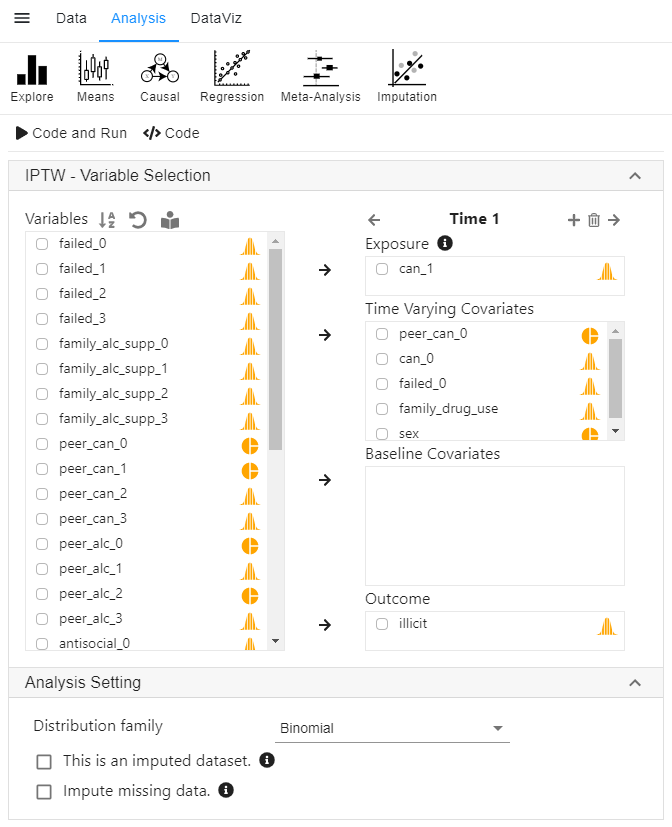 Data Analysis DataViz
Explore Means Causal Regression Meta-Analysis Imputation
Code and Run </> Code
IPTW - Variable Selection
Variables
failed_0
failed_1
failed_2
failed_3
family_alc_supp_0
family_alc_supp_1
family_alc_supp_2
family_alc_supp_3
peer_can_0
peer_can_1
peer_can_2
peer_can_3
peer_alc_0
peer_alc_1
peer_alc_2
peer_alc_3
antisocial_0
Time 1
Exposure
can_1
Time Varying Covariates
peer_can_0
can_0
failed_0
family_drug_use
sex
Baseline Covariates
Outcome
illicit
Analysis Setting
Distribution family Binomial
This is an imputed dataset.
Impute missing data.